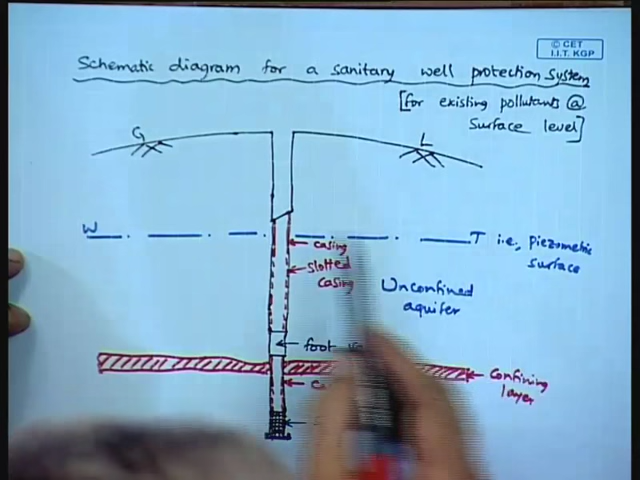 © CET
I.I.T. KGP
Schematic diagram for a sanitary well protection system
[for existing pollutants @
Surface level]
G
L
W
T i.e., piezometric
surface
casing
slotted
casing
Unconfined
aquifer
foot
Confining
layer